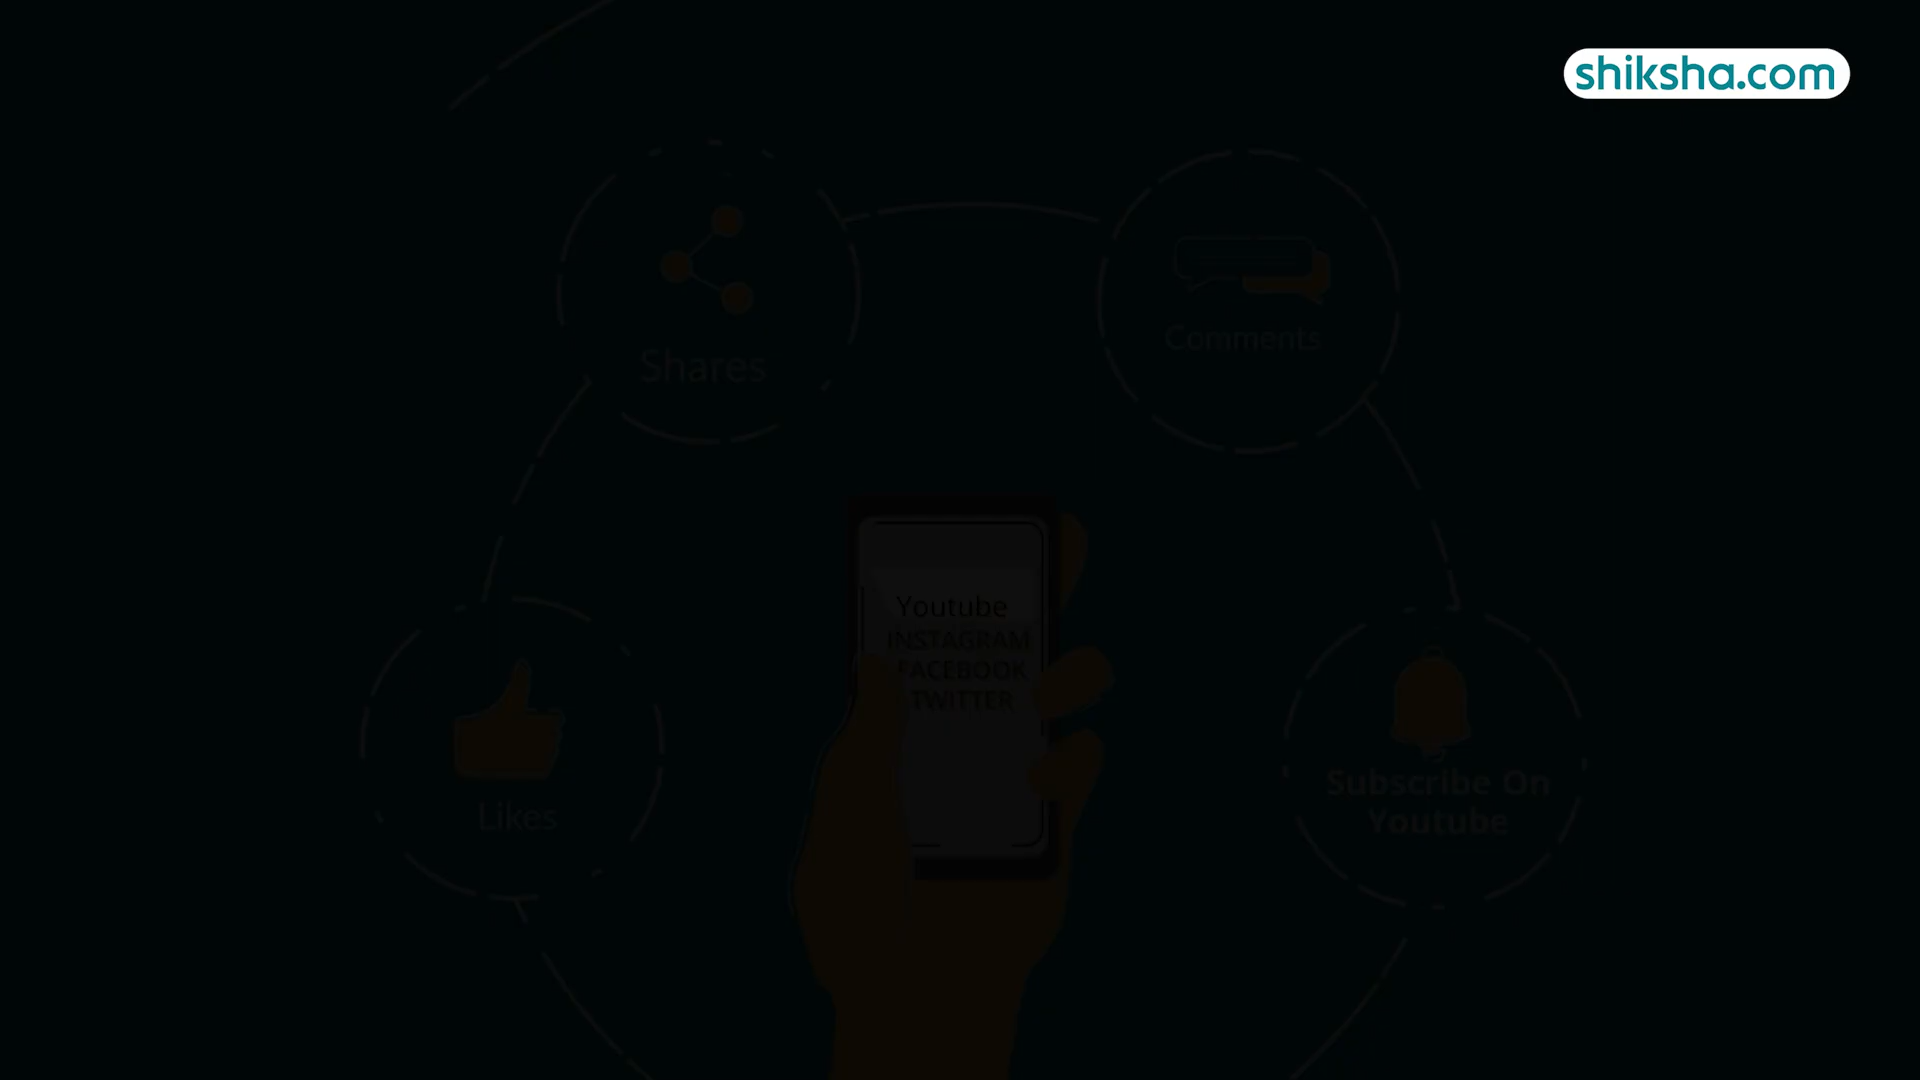 shiksha.com
Shares
Comments
Youtube
INSTAGRAM
FACEBOOK
TWITTER
Likes
Subscribe On
Youtube